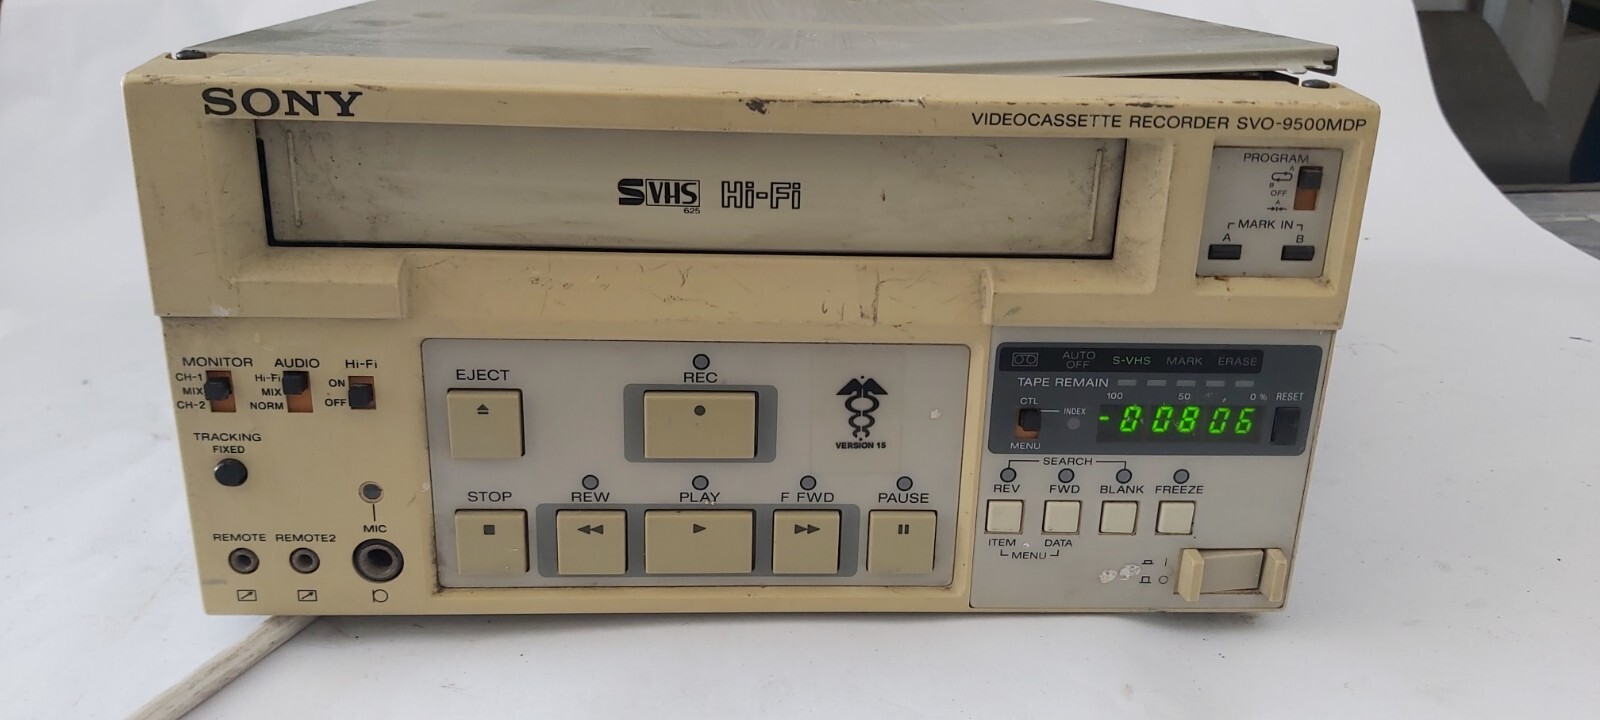 SONY
VIDEOCASSETTE RECORDER SVO-9500MDP
S VHS Hi-Fi
625
PROGRAM
A
B
OFF
A
MARK IN
A B
MONITOR AUDIO Hi-Fi
CH-1 Hi-Fi ON
MIX MIX
CH-2 NORM OFF
TRACKING
FIXED
MIC
REMOTE REMOTE2
EJECT
REC
VERSION 15
STOP REW PLAY F FWD PAUSE
AUTO OFF S-VHS MARK ERASE
TAPE REMAIN
100 50 0 %
CTL INDEX RESET
MENU
-00806
SEARCH
REV FWD BLANK FREEZE
ITEM DATA
MENU